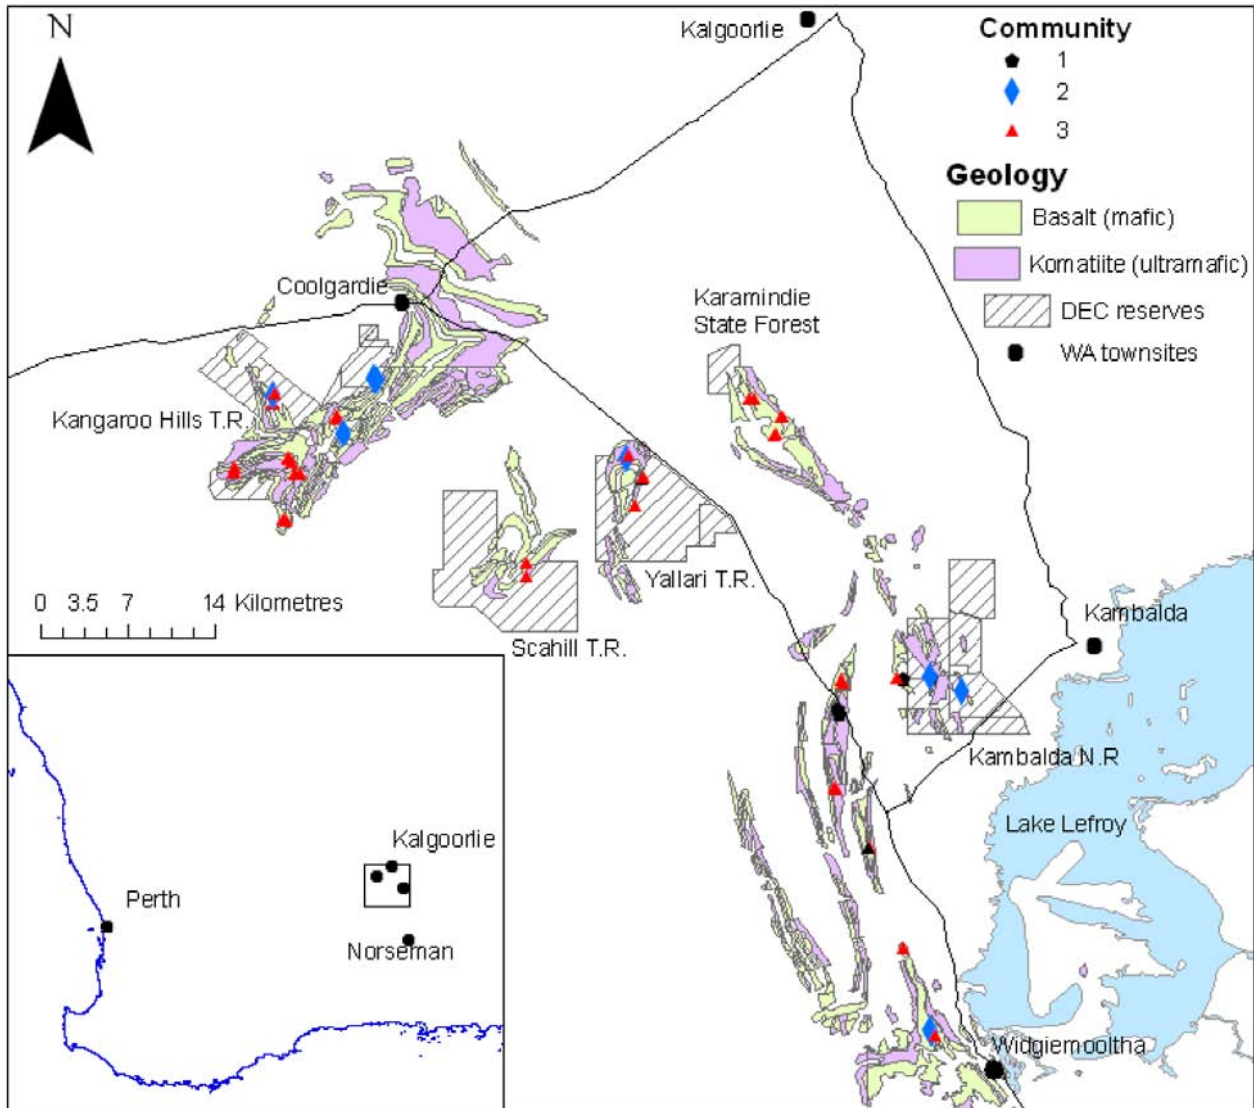 N
Kalgoorlie
Community
1
2
3
Geology
Basalt (mafic)
Komatiite (ultramafic)
DEC reserves
WA townsites
Coolgardie
Karamindie
State Forest
Kangaroo Hills T.R.
Yallari T.R.
0 3.5 7 14 Kilometres
Scahill T.R.
Kambalda
Kambalda N.R
Lake Lefroy
Kalgoorlie
Perth
Norseman
Widgiemooltha